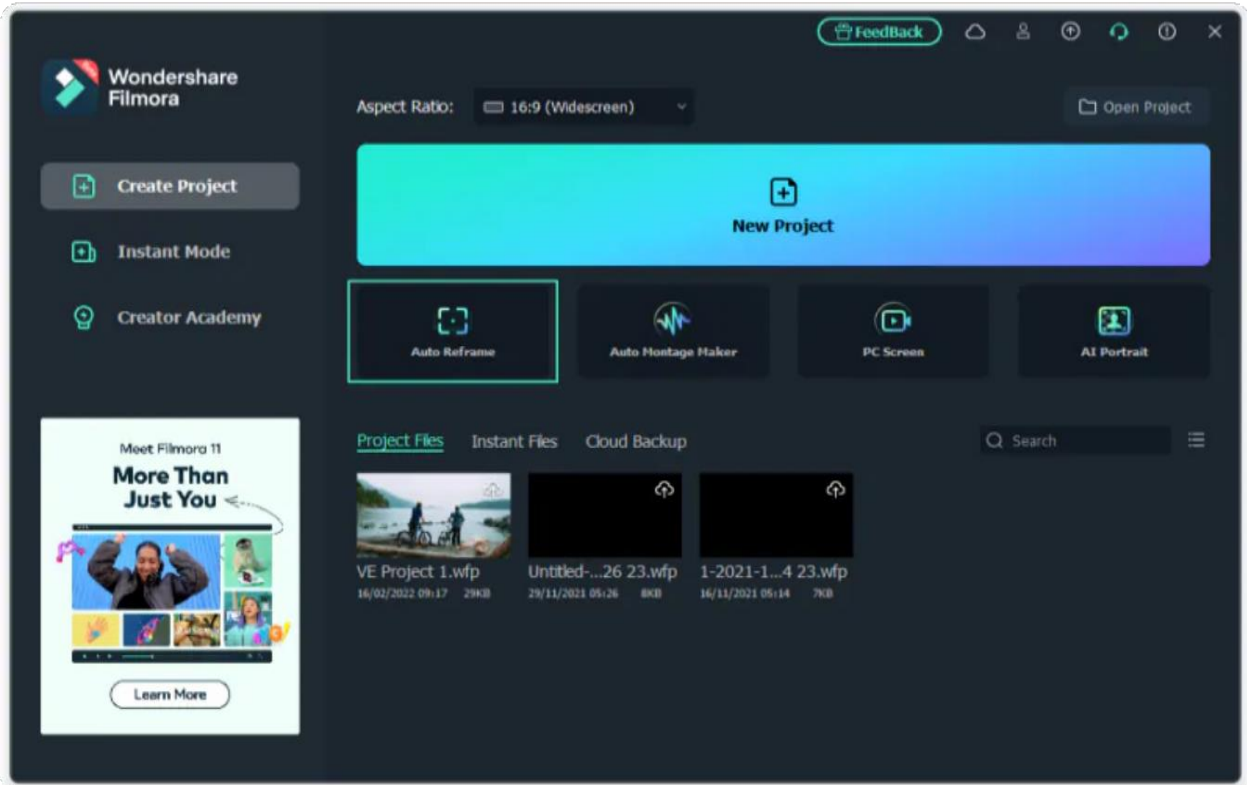 FeedBack
Wondershare
Filmora
Aspect Ratio:
16:9 (Widescreen)
Open Project
Create Project
Instant Mode
Creator Academy
New Project
Auto Reframe
Auto Montage Maker
PC Screen
AI Portrait
Meet Filmora 11
More Than
Just You
Learn More
Project Files
Instant Files
Cloud Backup
Search
VE Project 1.wfp
16/02/2022 09:17 29KB
Untitled-...26 23.wfp
29/11/2021 05:26 8KB
1-2021-1...4 23.wfp
16/11/2021 05:14 7KB